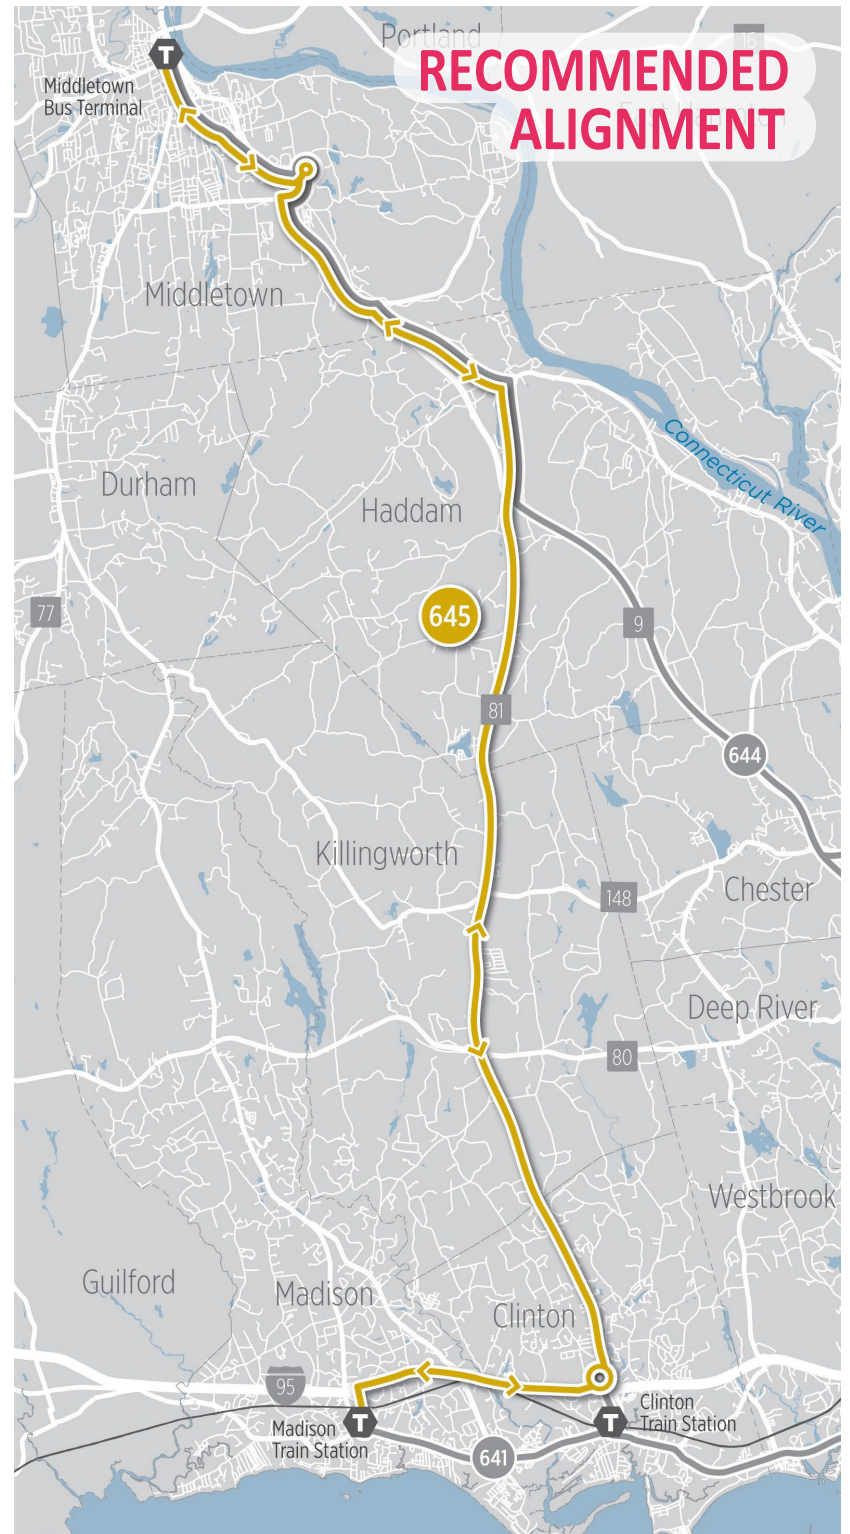 Portland
16
RECOMMENDED
ALIGNMENT
T
Middletown
Bus Terminal
Middletown
Connecticut River
Durham
Haddam
77
645
9
81
644
Killingworth
148
Chester
Deep River
80
Westbrook
Guilford
Madison
Clinton
95
Clinton
Train Station
T
T
Madison
Train Station
641